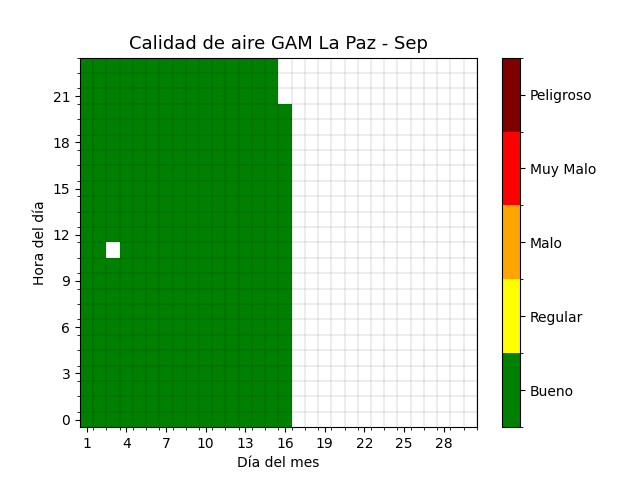 Calidad de aire GAM La Paz - Sep
Hora del día
21
18
15
12
9
6
3
0
1 4 7 10 13 16 19 22 25 28
Día del mes
Peligroso
Muy Malo
Malo
Regular
Bueno